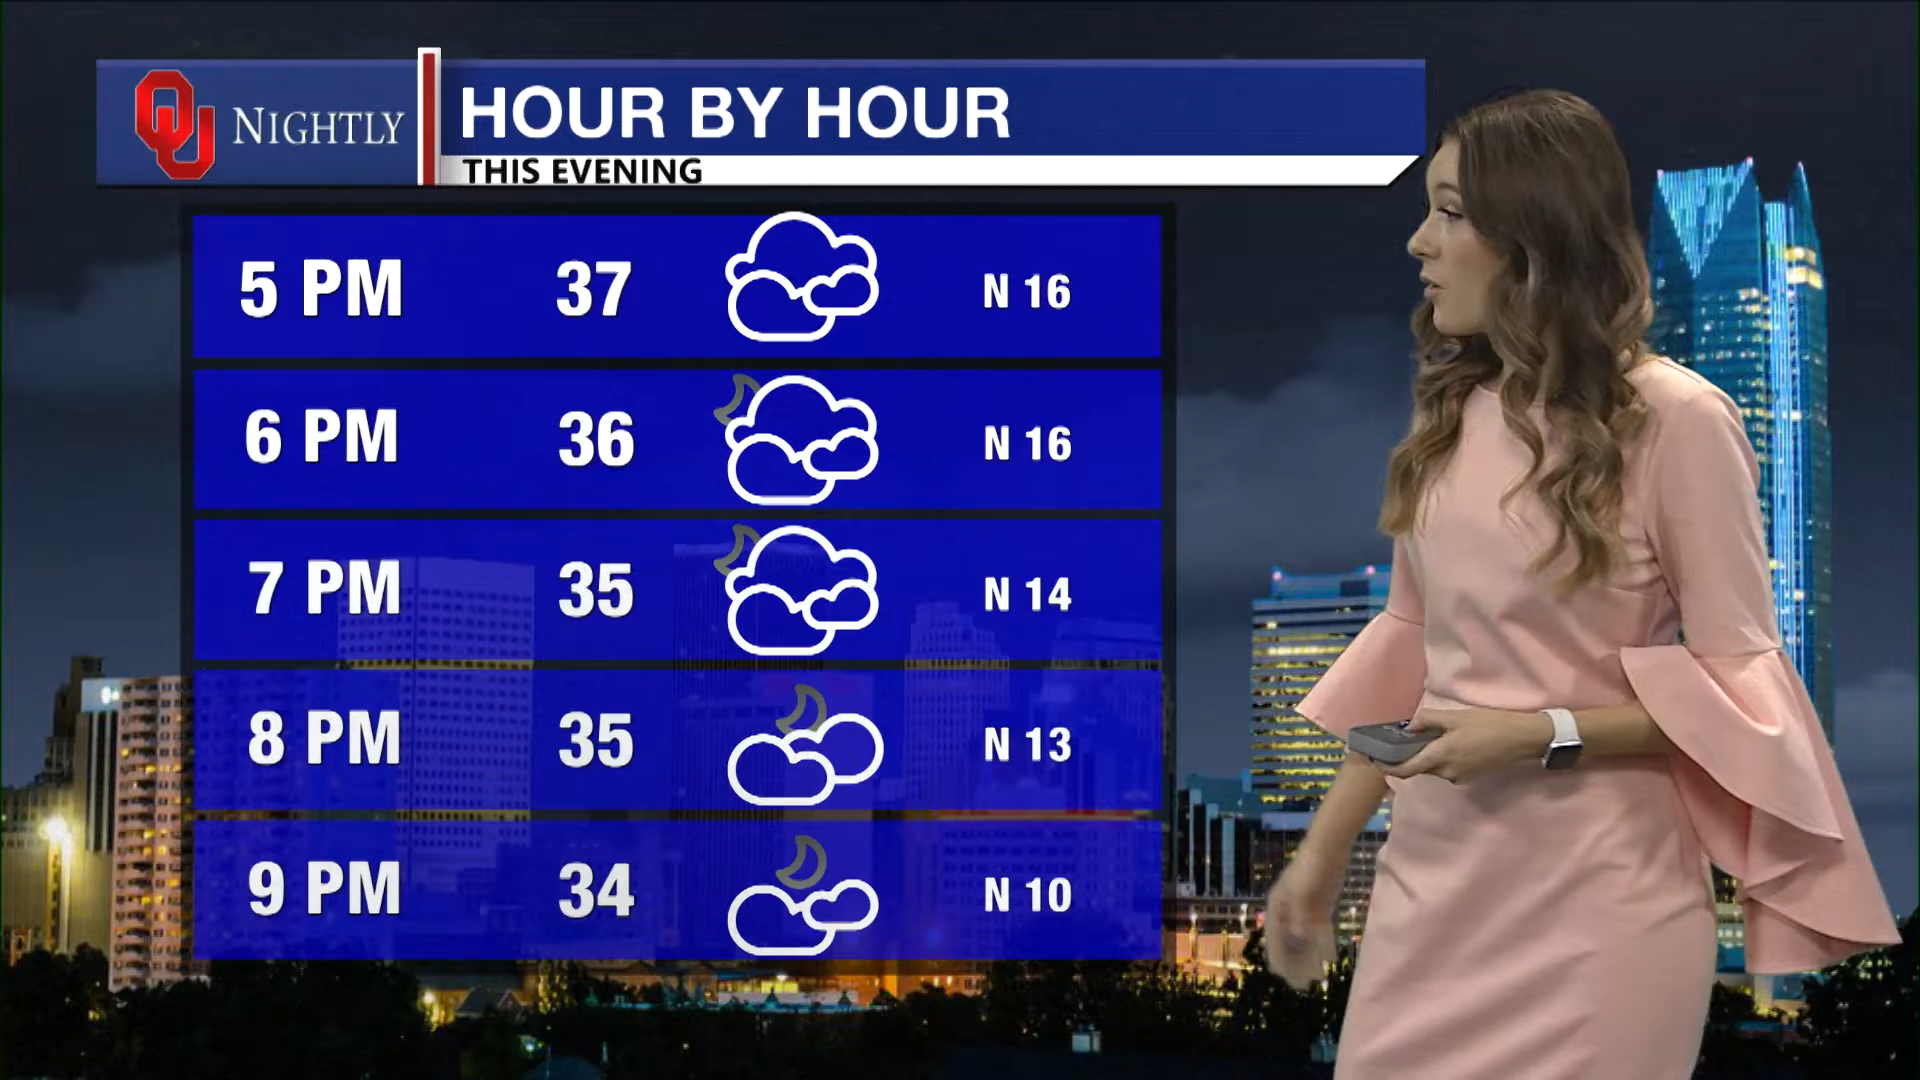 OU NIGHTLY
HOUR BY HOUR
THIS EVENING
5 PM 37 N 16
6 PM 36 N 16
7 PM 35 N 14
8 PM 35 N 13
9 PM 34 N 10